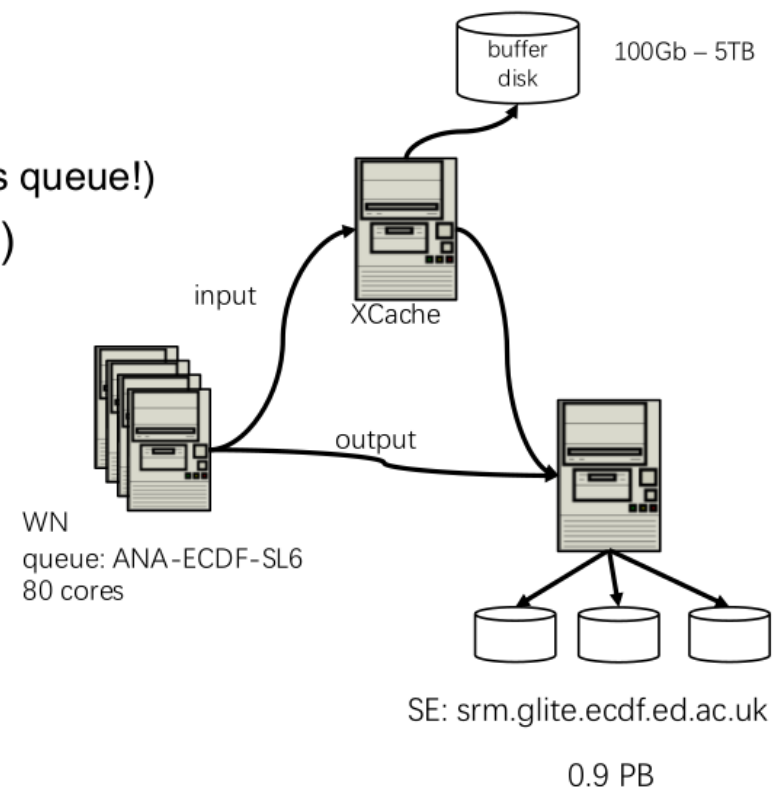 buffer
disk
100Gb – 5TB
s queue!)
)
input
XCache
output
WN
queue: ANA-ECDF-SL6
80 cores
SE: srm.glite.ecdf.ed.ac.uk
0.9 PB